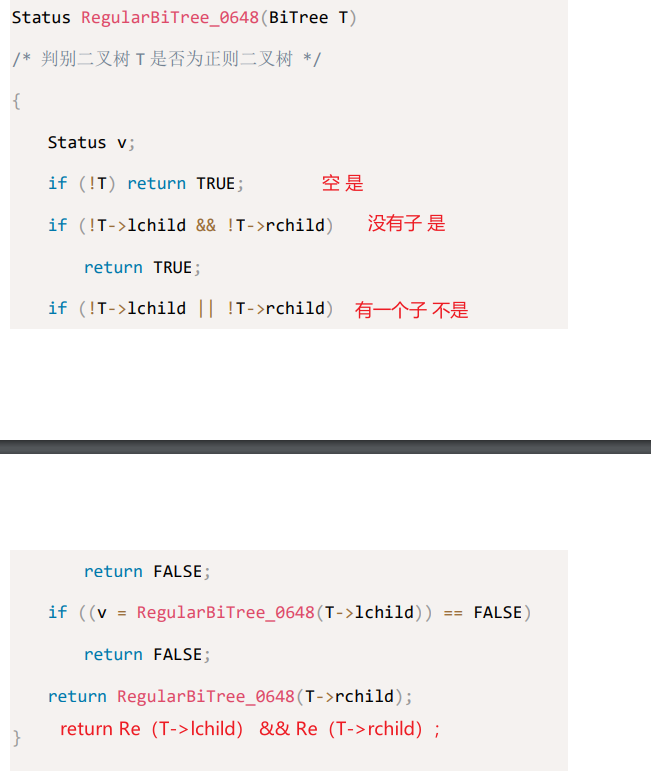 Status RegularBiTree_0648(BiTree T)
/* 判别二叉树 T 是否为正则二叉树 */
{
Status v;
if (!T) return TRUE; 空 是
if (!T->lchild && !T->rchild) 没有子 是
return TRUE;
if (!T->lchild || !T->rchild) 有一个子 不是
return FALSE;
if ((v = RegularBiTree_0648(T->lchild)) == FALSE)
return FALSE;
return RegularBiTree_0648(T->rchild);
return Re（T->lchild） && Re（T->rchild）;
}